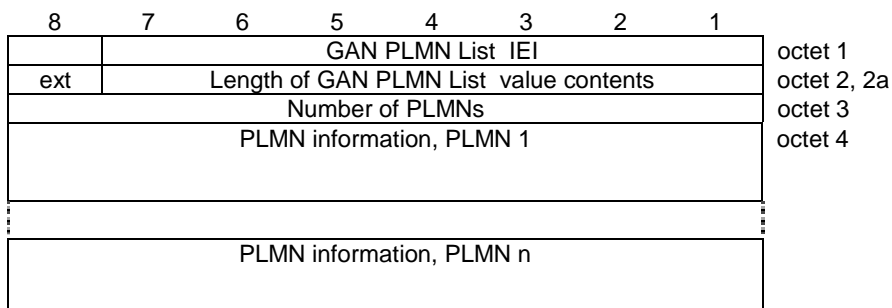 8 7 6 5 4 3 2 1
GAN PLMN List IEI octet 1
ext Length of GAN PLMN List value contents octet 2, 2a
Number of PLMNs octet 3
PLMN information, PLMN 1 octet 4
PLMN information, PLMN n